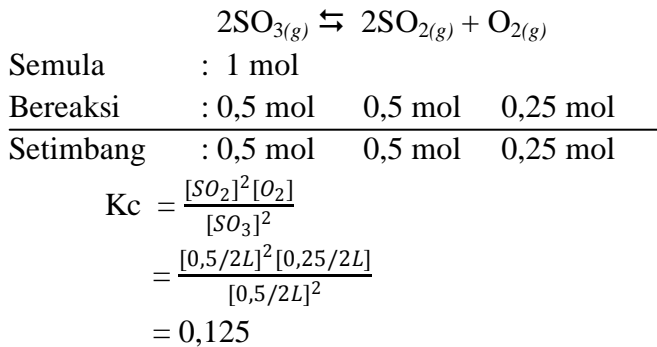 2SO₃(g) ⇆ 2SO₂(g) + O₂(g)
Semula : 1 mol
Bereaksi : 0,5 mol 0,5 mol 0,25 mol
Setimbang : 0,5 mol 0,5 mol 0,25 mol
Kc = [SO₂]²[O₂]
[SO₃]²
= [0,5/2L]²[0,25/2L]
[0,5/2L]²
= 0,125